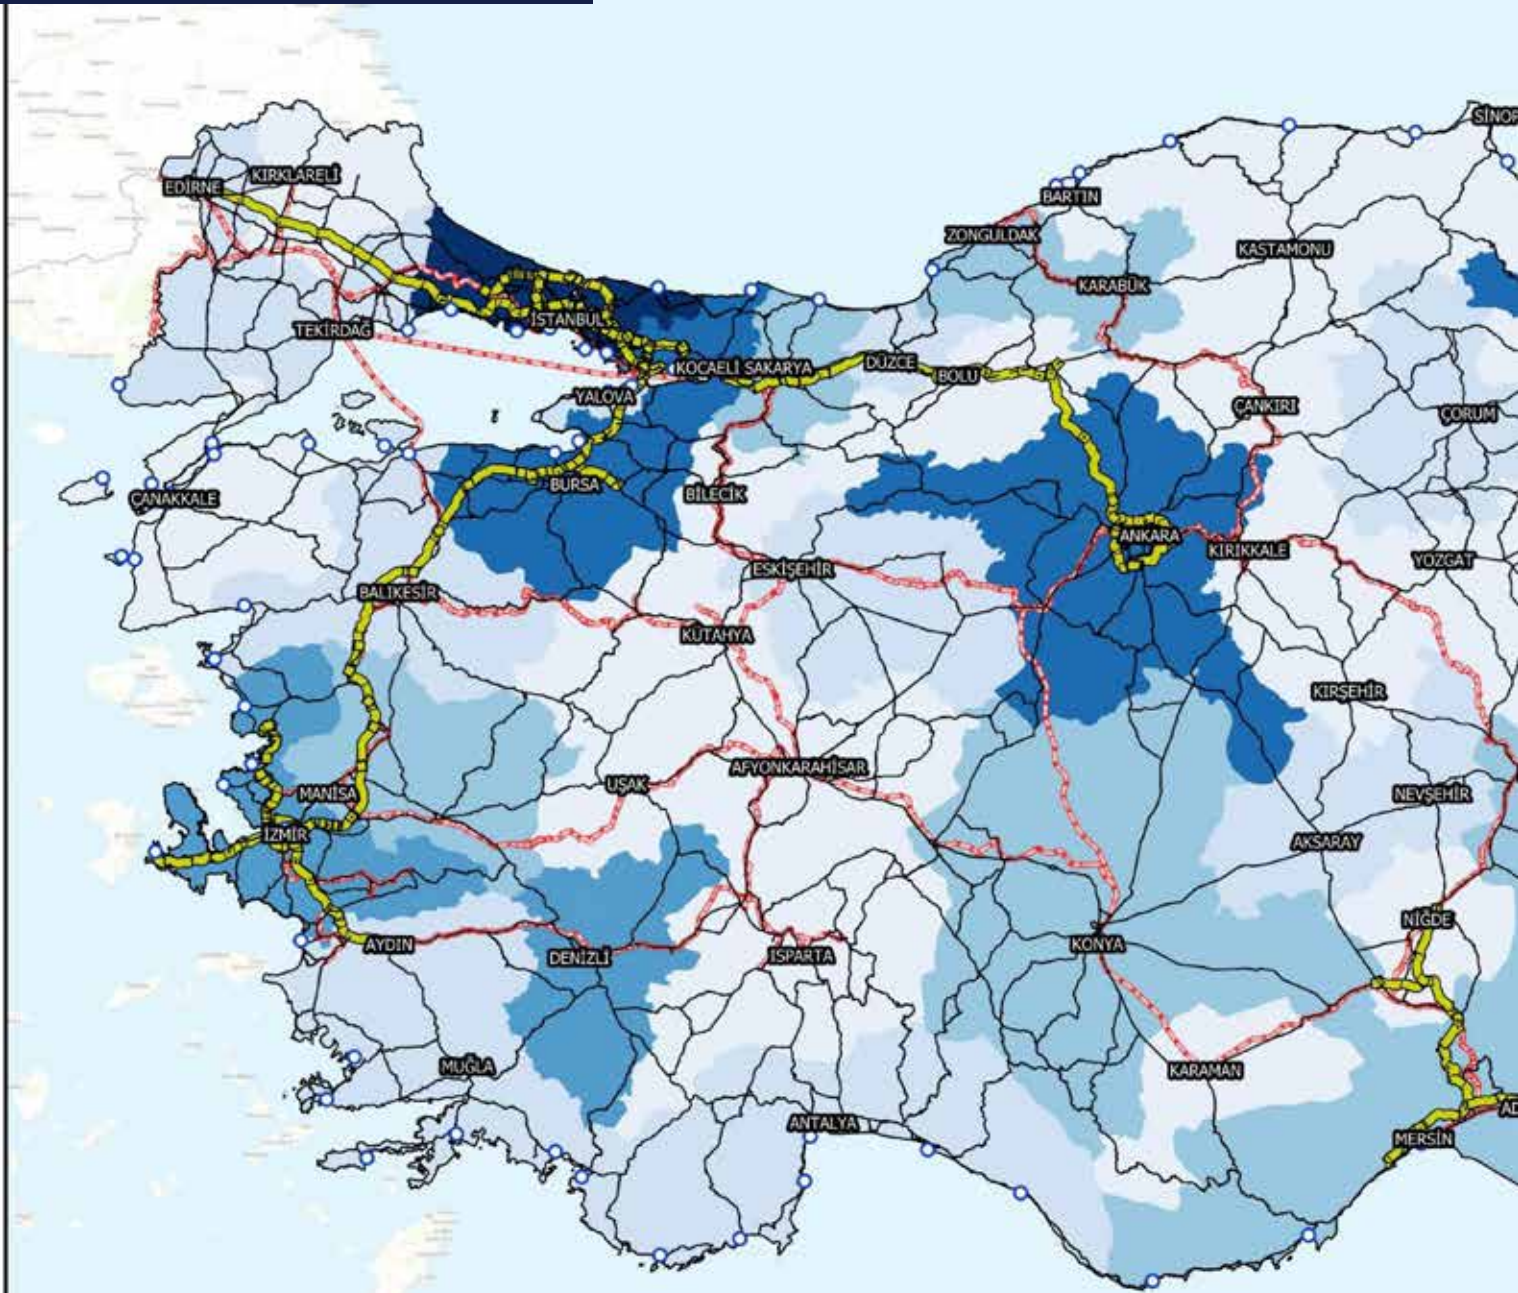 SİNOP
EDİRNE
KIRKLARELİ
BARTIN
ZONGULDAK
KASTAMONU
KARABÜK
İSTANBUL
TEKİRDAĞ
KOCAELİ SAKARYA
DÜZCE
BOLU
YALOVA
ÇANKIRI
ÇORUM
ÇANAKKALE
BURSA
BİLECİK
ANKARA
KIRIKKALE
YOZGAT
ESKİŞEHİR
BALIKESİR
KÜTAHYA
KIRŞEHİR
AFYONKARAHİSAR
UŞAK
MANİSA
NEVŞEHİR
İZMİR
AKSARAY
NİĞDE
AYDIN
DENİZLİ
ISPARTA
KONYA
MUĞLA
KARAMAN
AD
ANTALYA
MERSİN